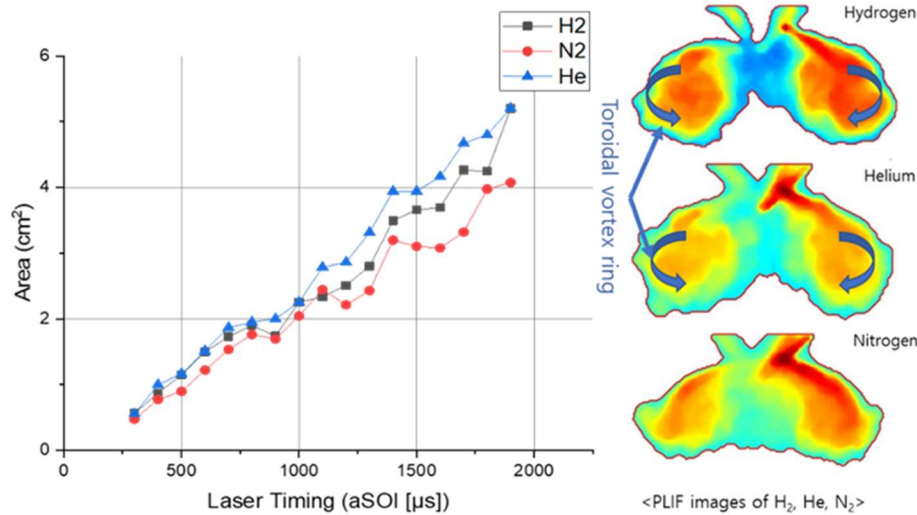 H2
N2
He
6
4
2
0
Area (cm²)
0
500
1000
1500
2000
Laser Timing (aSOI [µs])
Toroidal vortex ring
Hydrogen
Helium
Nitrogen
<PLIF images of H₂, He, N₂>